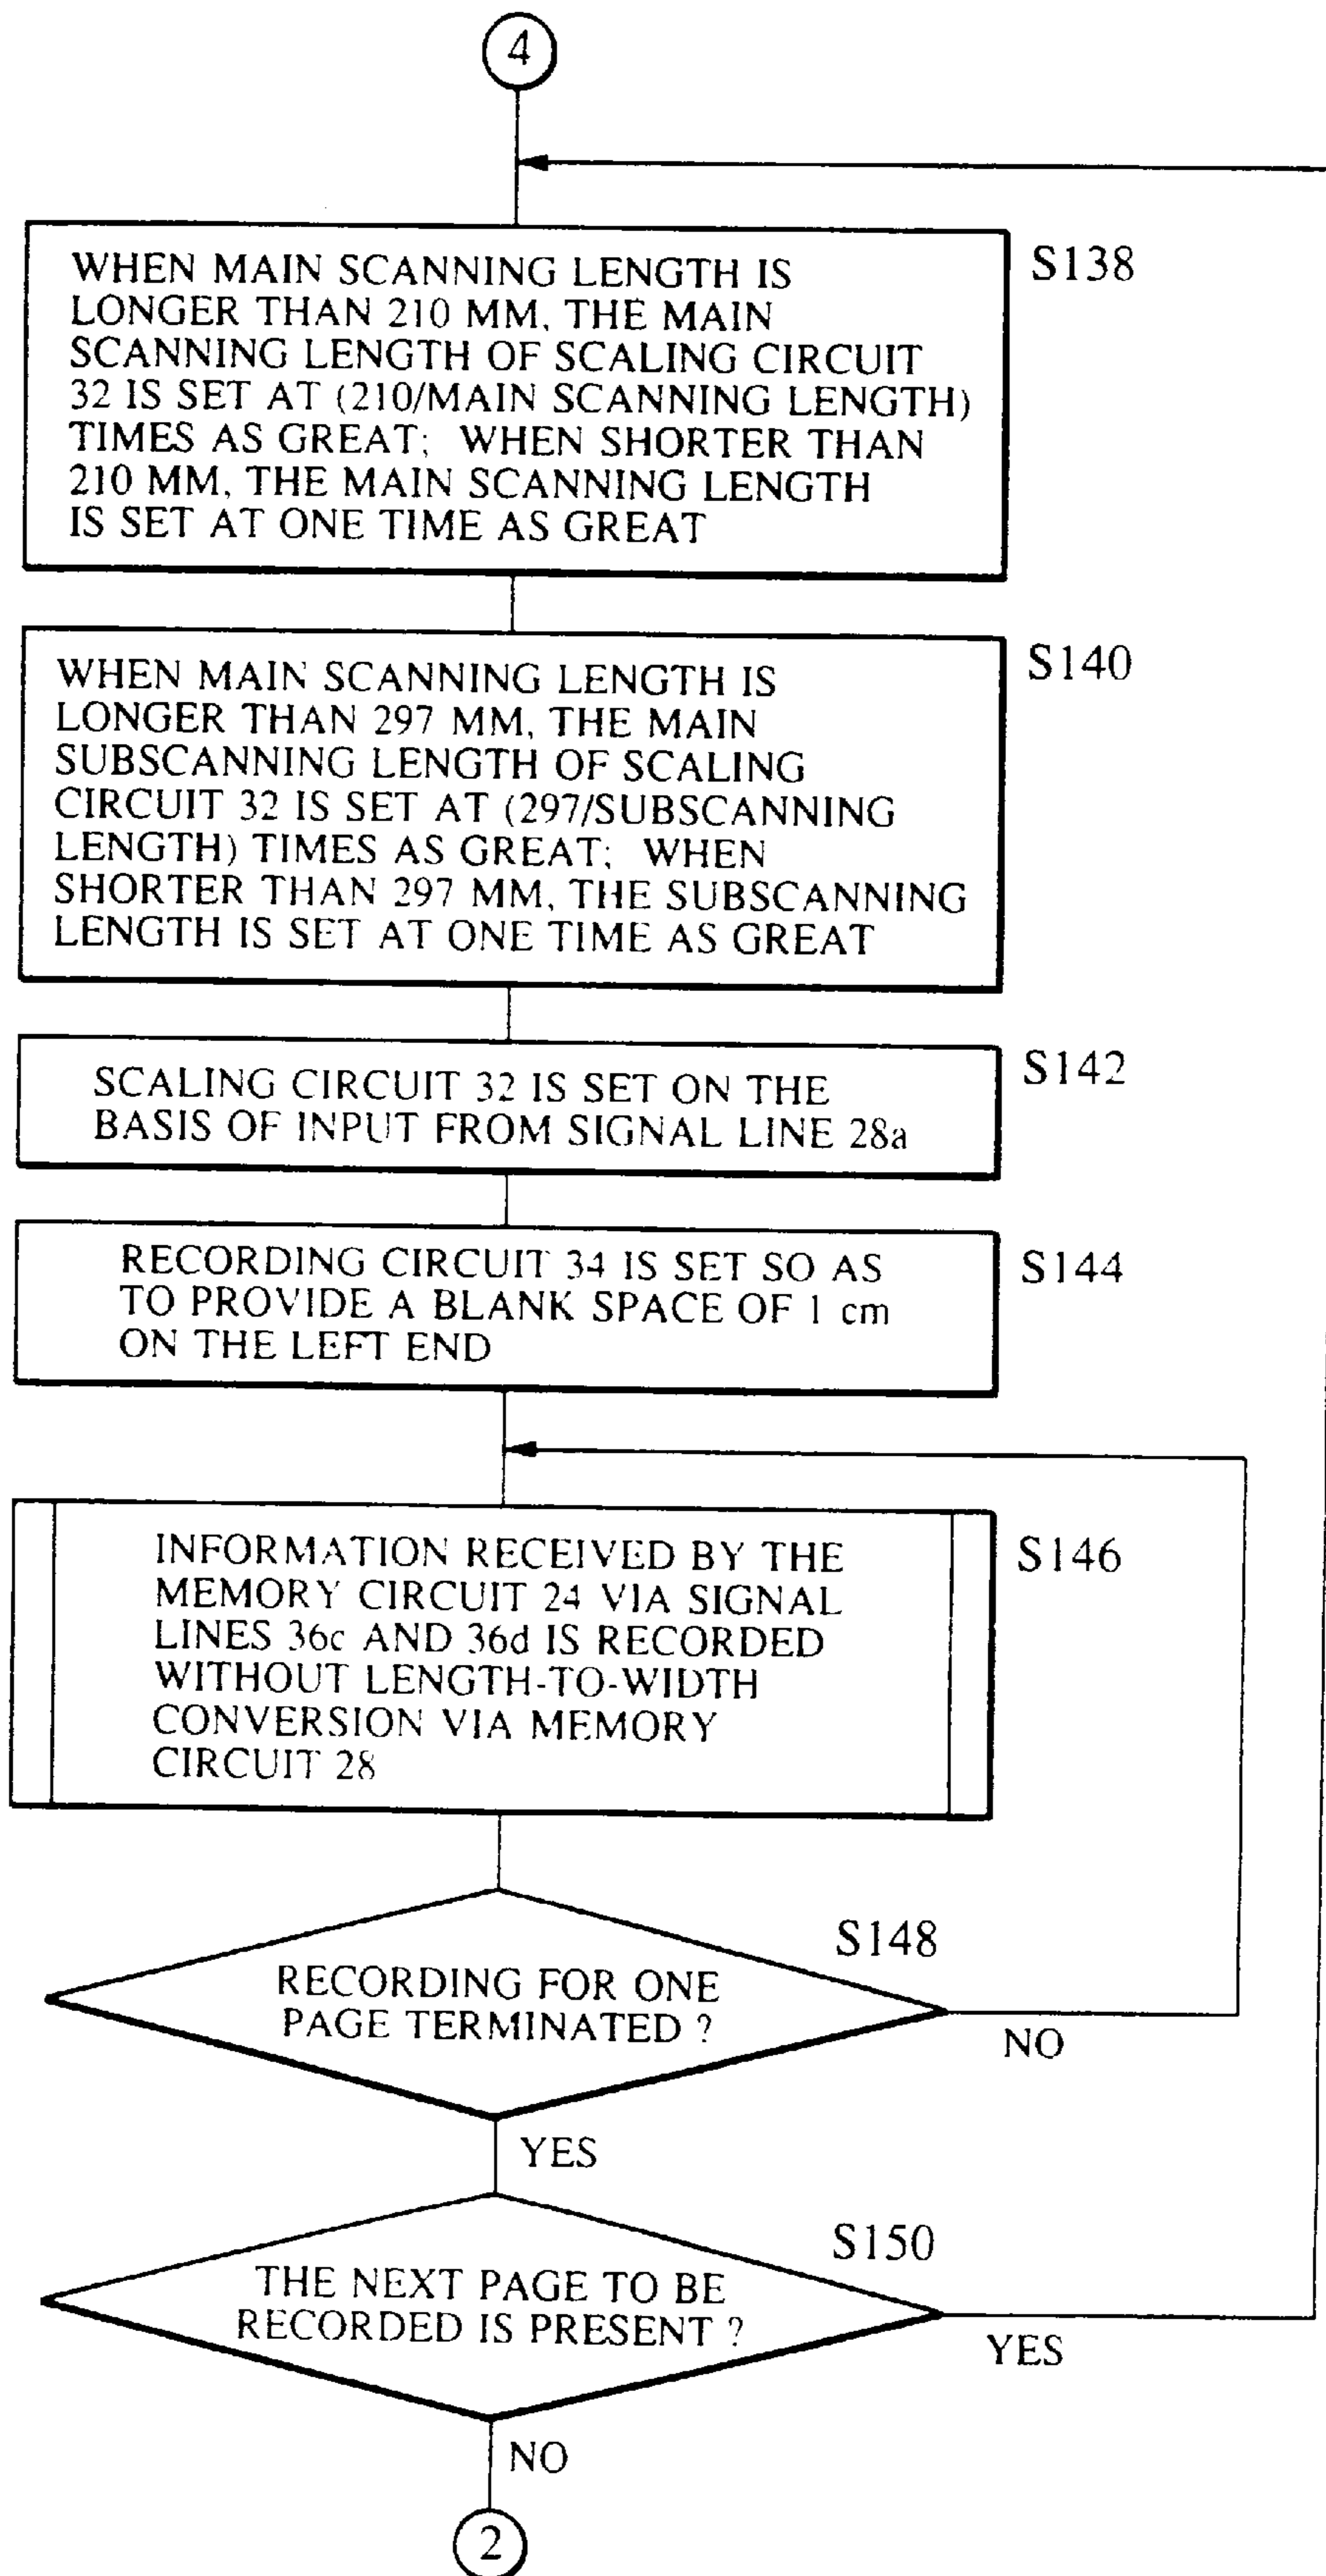 4
WHEN MAIN SCANNING LENGTH IS
LONGER THAN 210 MM, THE MAIN
SCANNING LENGTH OF SCALING CIRCUIT
32 IS SET AT (210/MAIN SCANNING LENGTH)
TIMES AS GREAT; WHEN SHORTER THAN
210 MM, THE MAIN SCANNING LENGTH
IS SET AT ONE TIME AS GREAT
S138
WHEN MAIN SCANNING LENGTH IS
LONGER THAN 297 MM, THE MAIN
SUBSCANNING LENGTH OF SCALING
CIRCUIT 32 IS SET AT (297/SUBSCANNING
LENGTH) TIMES AS GREAT; WHEN
SHORTER THAN 297 MM, THE SUBSCANNING
LENGTH IS SET AT ONE TIME AS GREAT
S140
SCALING CIRCUIT 32 IS SET ON THE
BASIS OF INPUT FROM SIGNAL LINE 28a
S142
RECORDING CIRCUIT 34 IS SET SO AS
TO PROVIDE A BLANK SPACE OF 1 cm
ON THE LEFT END
S144
INFORMATION RECEIVED BY THE
MEMORY CIRCUIT 24 VIA SIGNAL
LINES 36c AND 36d IS RECORDED
WITHOUT LENGTH-TO-WIDTH
CONVERSION VIA MEMORY
CIRCUIT 28
S146
RECORDING FOR ONE
PAGE TERMINATED ?
S148
NO
YES
THE NEXT PAGE TO BE
RECORDED IS PRESENT ?
S150
YES
NO
2